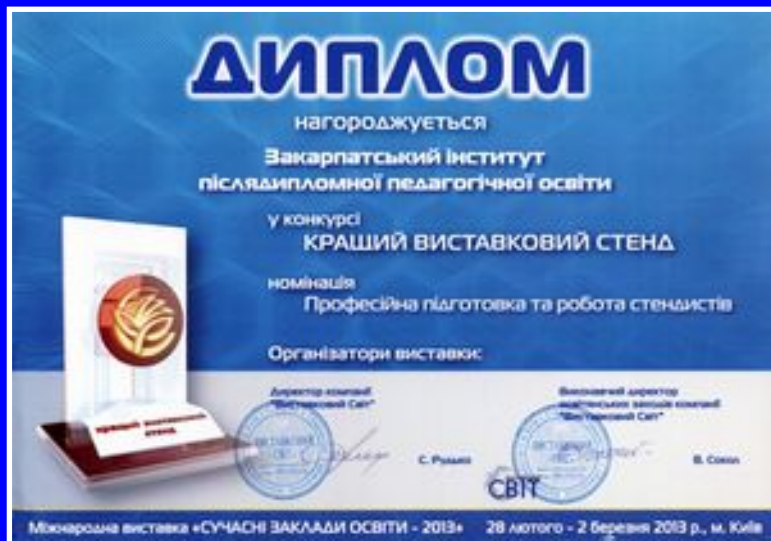 ДИПЛОМ
нагороджується
Закарпатський інститут
післядипломної педагогічної освіти
у конкурсі
КРАЩИЙ ВИСТАВКОВИЙ СТЕНД
номінація
Професійна підготовка та робота стендистів
Організатори виставки:
Директор компанії
"Виставковий Світ"
Виконавчий директор
компанії
"Виставковий Світ"
стенд
С.
В. Сокол
СВІТ
Міжнародна виставка «СУЧАСНІ ЗАКЛАДИ ОСВІТИ - 2013» 28 лютого - 2 березня 2013 р., м. Київ